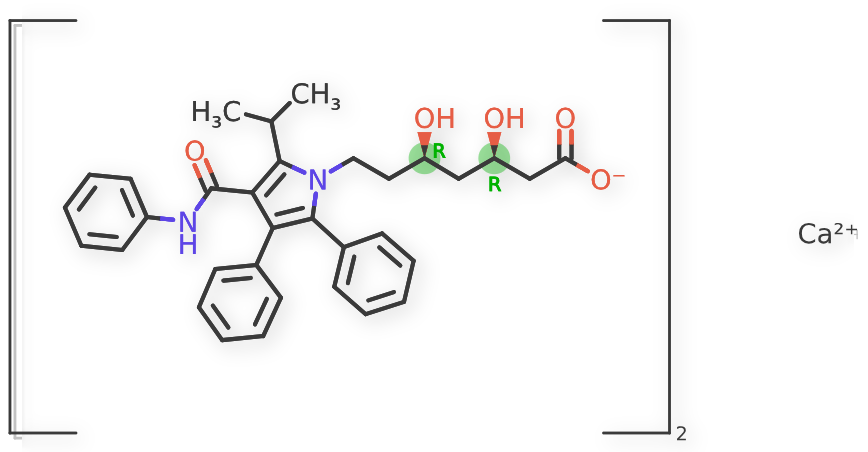 H₃C CH₃
O OH OH O
R R
N O⁻
N
H
Ca²⁺
2